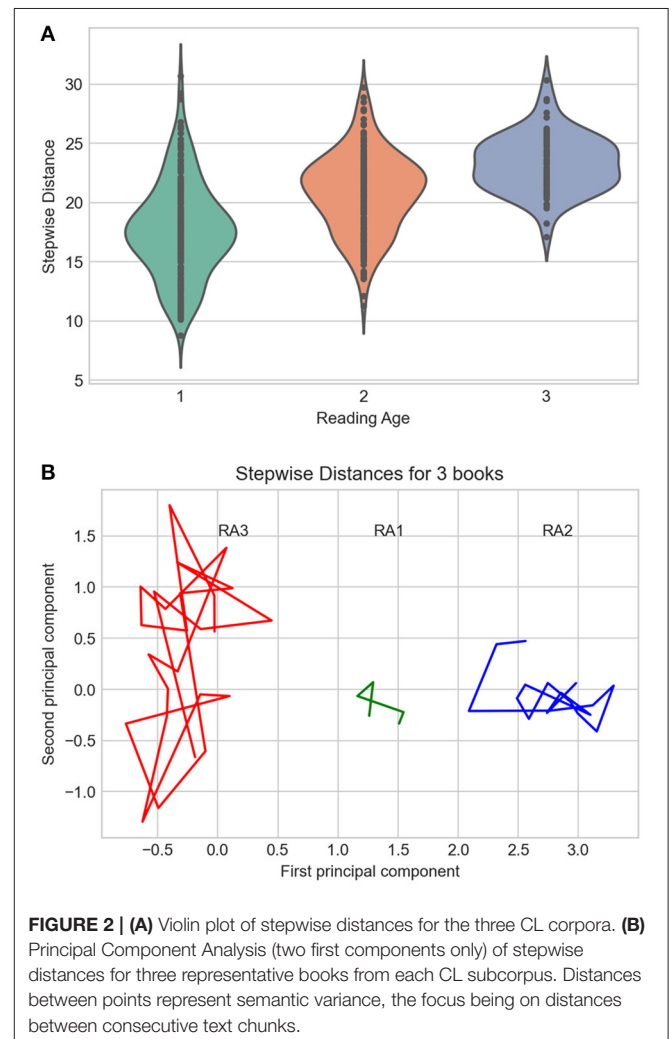 A
30
25
20
15
10
5
Stepwise Distance
1 2 3
Reading Age
B
Stepwise Distances for 3 books
RA3 RA1 RA2
1.5
1.0
0.5
0.0
−0.5
−1.0
Second principal component
−0.5 0.0 0.5 1.0 1.5 2.0 2.5 3.0
First principal component
FIGURE 2 | (A) Violin plot of stepwise distances for the three CL corpora. (B)
Principal Component Analysis (two first components only) of stepwise
distances for three representative books from each CL subcorpus. Distances
between points represent semantic variance, the focus being on distances
between consecutive text chunks.